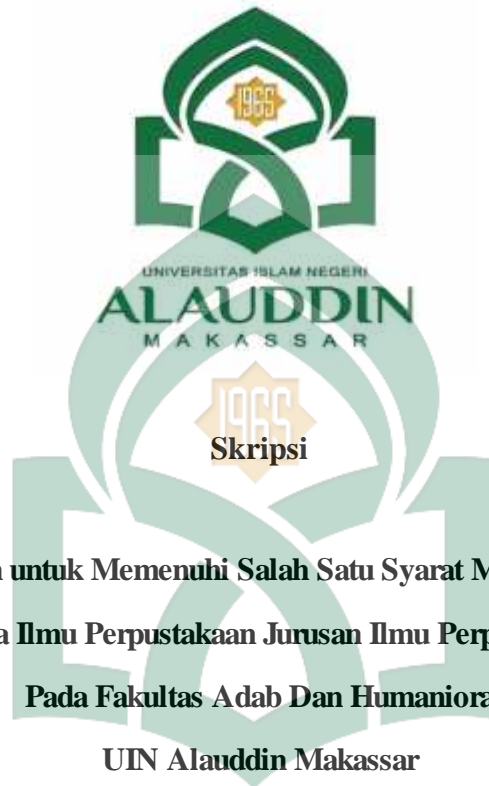 1965
UNIVERSITAS ISLAM NEGERI
ALAUDDIN
MAKASSAR
1965
Skripsi
untuk Memenuhi Salah Satu Syarat
Ilmu Perpustakaan Jurusan Ilmu
Pada Fakultas Adab Dan Humaniora
UIN Alauddin Makassar